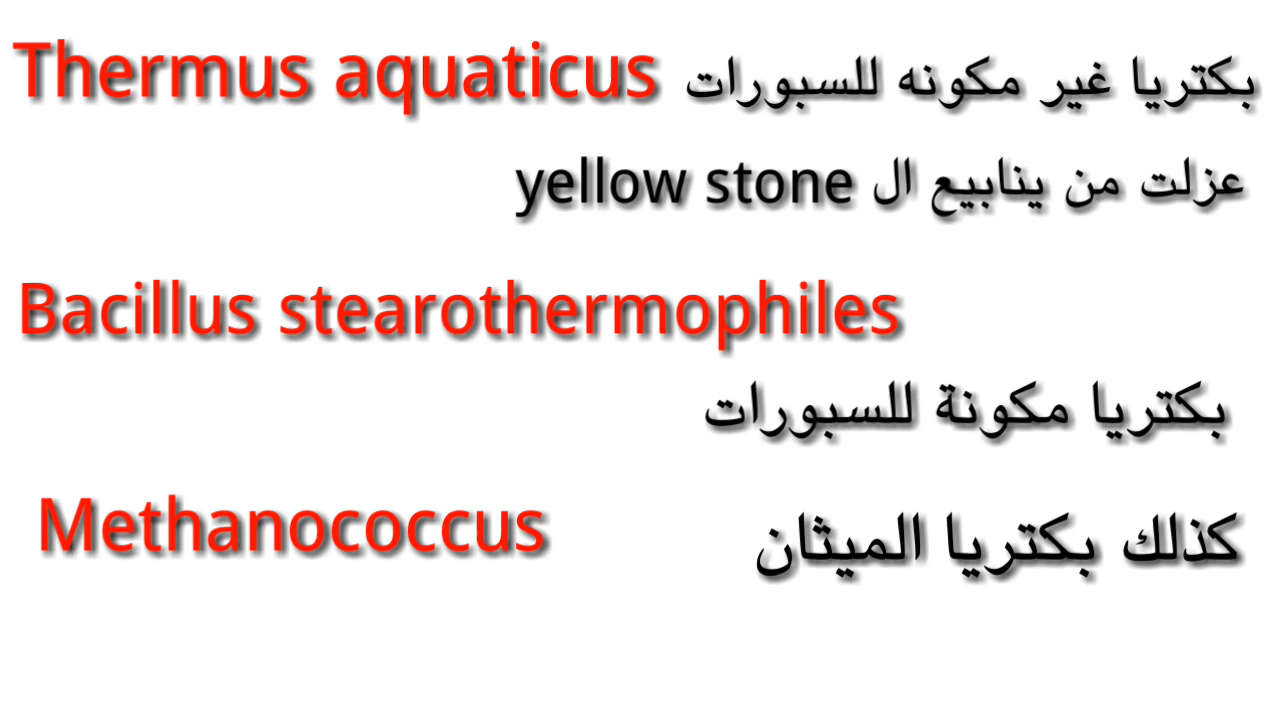 Thermus aquaticus بكتريا غير مكونه للسبورات
عزلت من ينابيع ال yellow stone
Bacillus stearothermophiles
بكتريا مكونة للسبورات
Methanococcus كذلك بكتريا الميثان